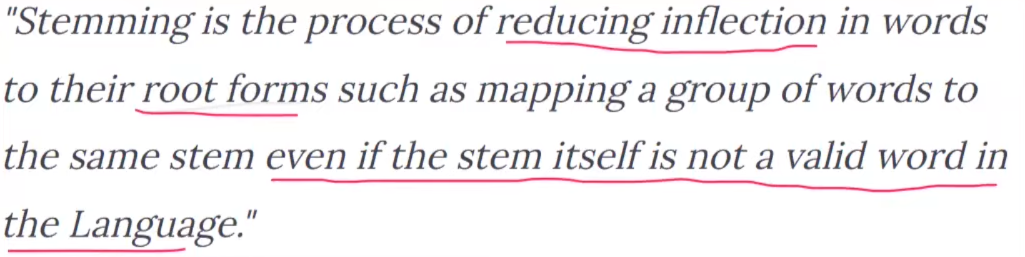 "Stemming is the process of reducing inflection in words
to their root forms such as mapping a group of words to
the same stem even if the stem itself is not a valid word in
the Language."